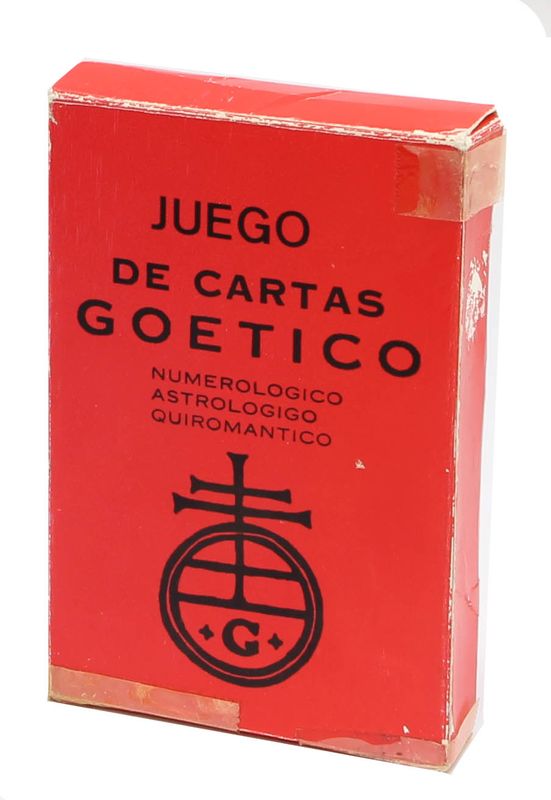 JUEGO
DE CARTAS
GOETICO
NUMEROLOGICO
ASTROLOGIGO
QUIROMANTICO
G